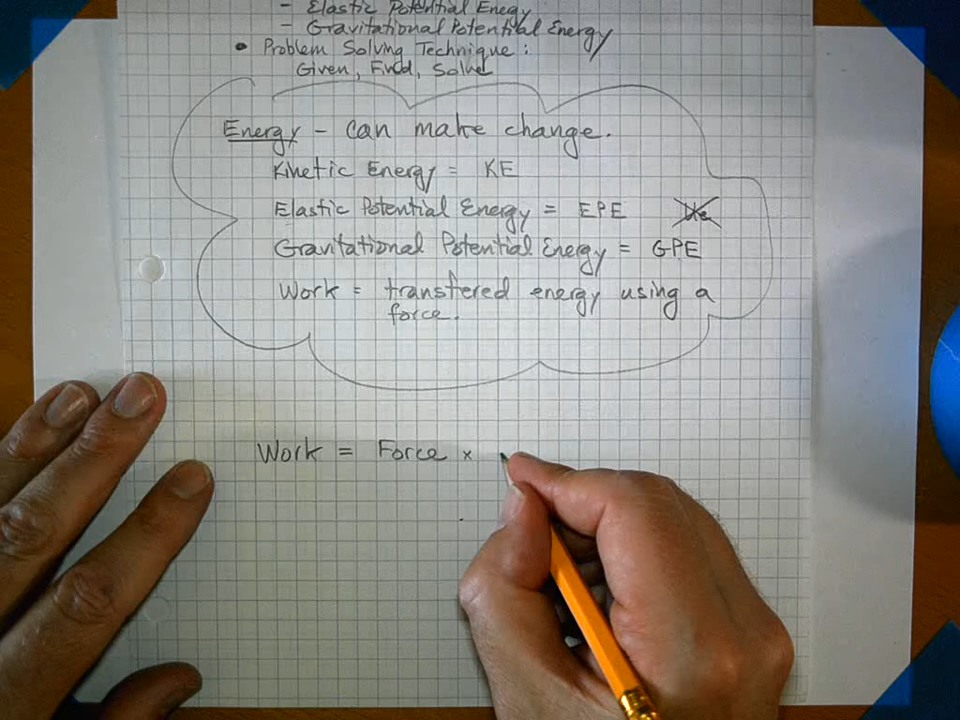 - Elastic Potential Energy
- Gravitational Potential Energy
• Problem Solving Technique:
Given, Find, Solve
Energy - can make change.
Kinetic Energy = KE
Elastic Potential Energy = EPE
Gravitational Potential Energy = GPE
Work = transfered energy using a
force.
Work = Force ×